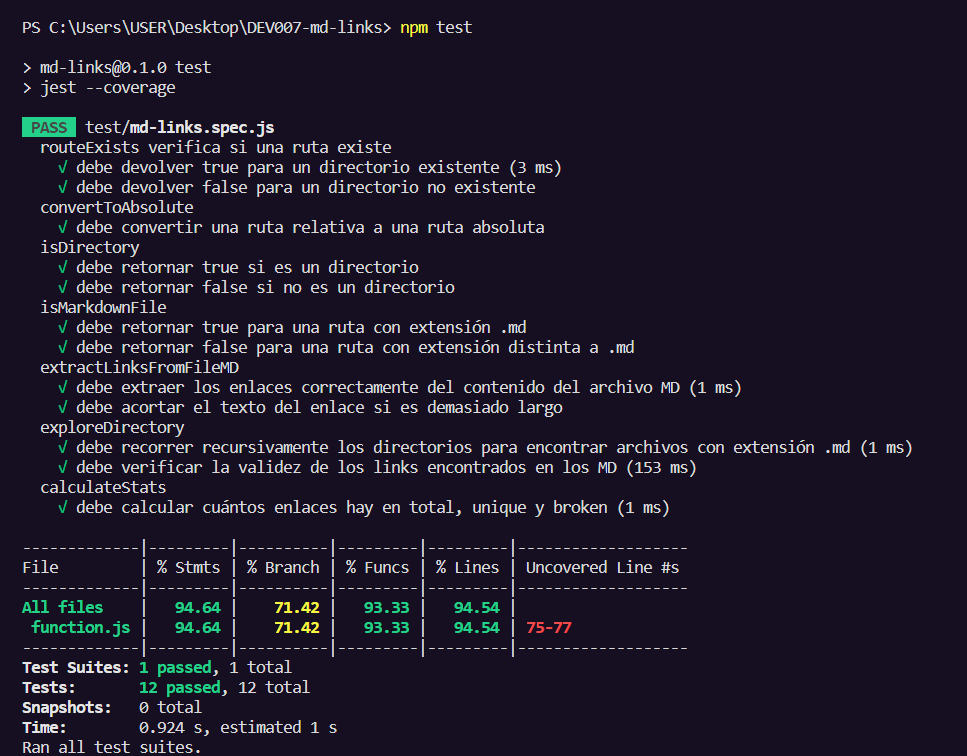 PS C:\Users\USER\Desktop\DEV007-md-links> npm test
> md-links@0.1.0 test
> jest --coverage
PASS test/md-links.spec.js
routeExists verifica si una ruta existe
√ debe devolver true para un directorio existente (3 ms)
√ debe devolver false para un directorio no existente
convertToAbsolute
√ debe convertir una ruta relativa a una ruta absoluta
isDirectory
√ debe retornar true si es un directorio
√ debe retornar false si no es un directorio
isMarkdownFile
√ debe retornar true para una ruta con extensión .md
√ debe retornar false para una ruta con extensión distinta a .md
extractLinksFromFileMD
√ debe extraer los enlaces correctamente del contenido del archivo MD (1 ms)
√ debe acortar el texto del enlace si es demasiado largo
exploreDirectory
√ debe recorrer recursivamente los directorios para encontrar archivos con extensión .md (1 ms)
√ debe verificar la validez de los links encontrados en los MD (153 ms)
calculateStats
√ debe calcular cuántos enlaces hay en total, unique y broken (1 ms)
-------------|---------|----------|---------|---------|-------------------
File | % Stmts | % Branch | % Funcs | % Lines | Uncovered Line #s
-------------|---------|----------|---------|---------|-------------------
All files | 94.64 | 71.42 | 93.33 | 94.54 |
function.js | 94.64 | 71.42 | 93.33 | 94.54 | 75-77
-------------|---------|----------|---------|---------|-------------------
Test Suites: 1 passed, 1 total
Tests: 12 passed, 12 total
Snapshots: 0 total
Time: 0.924 s, estimated 1 s
Ran all test suites.